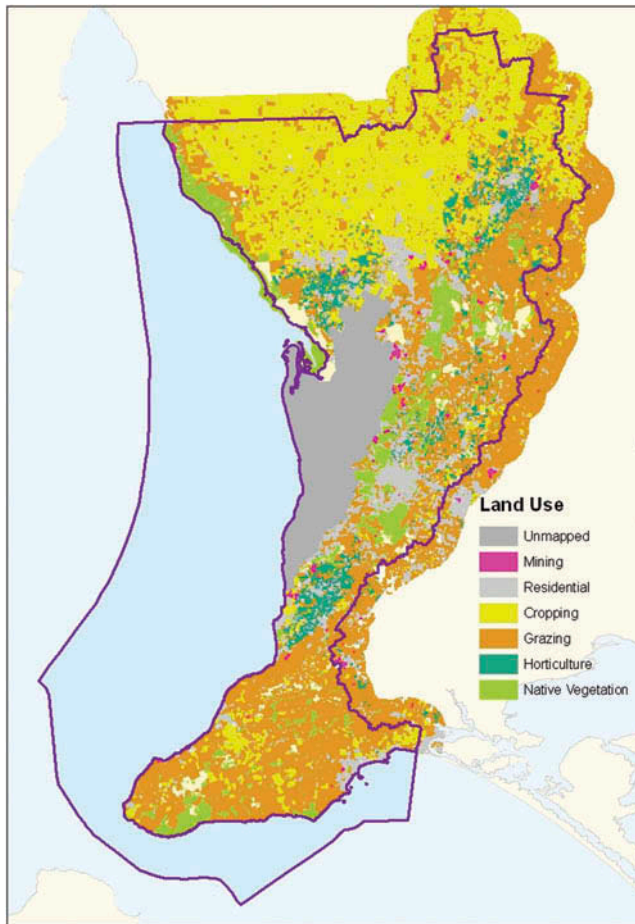 Land Use
Unmapped
Mining
Residential
Cropping
Grazing
Horticulture
Native Vegetation